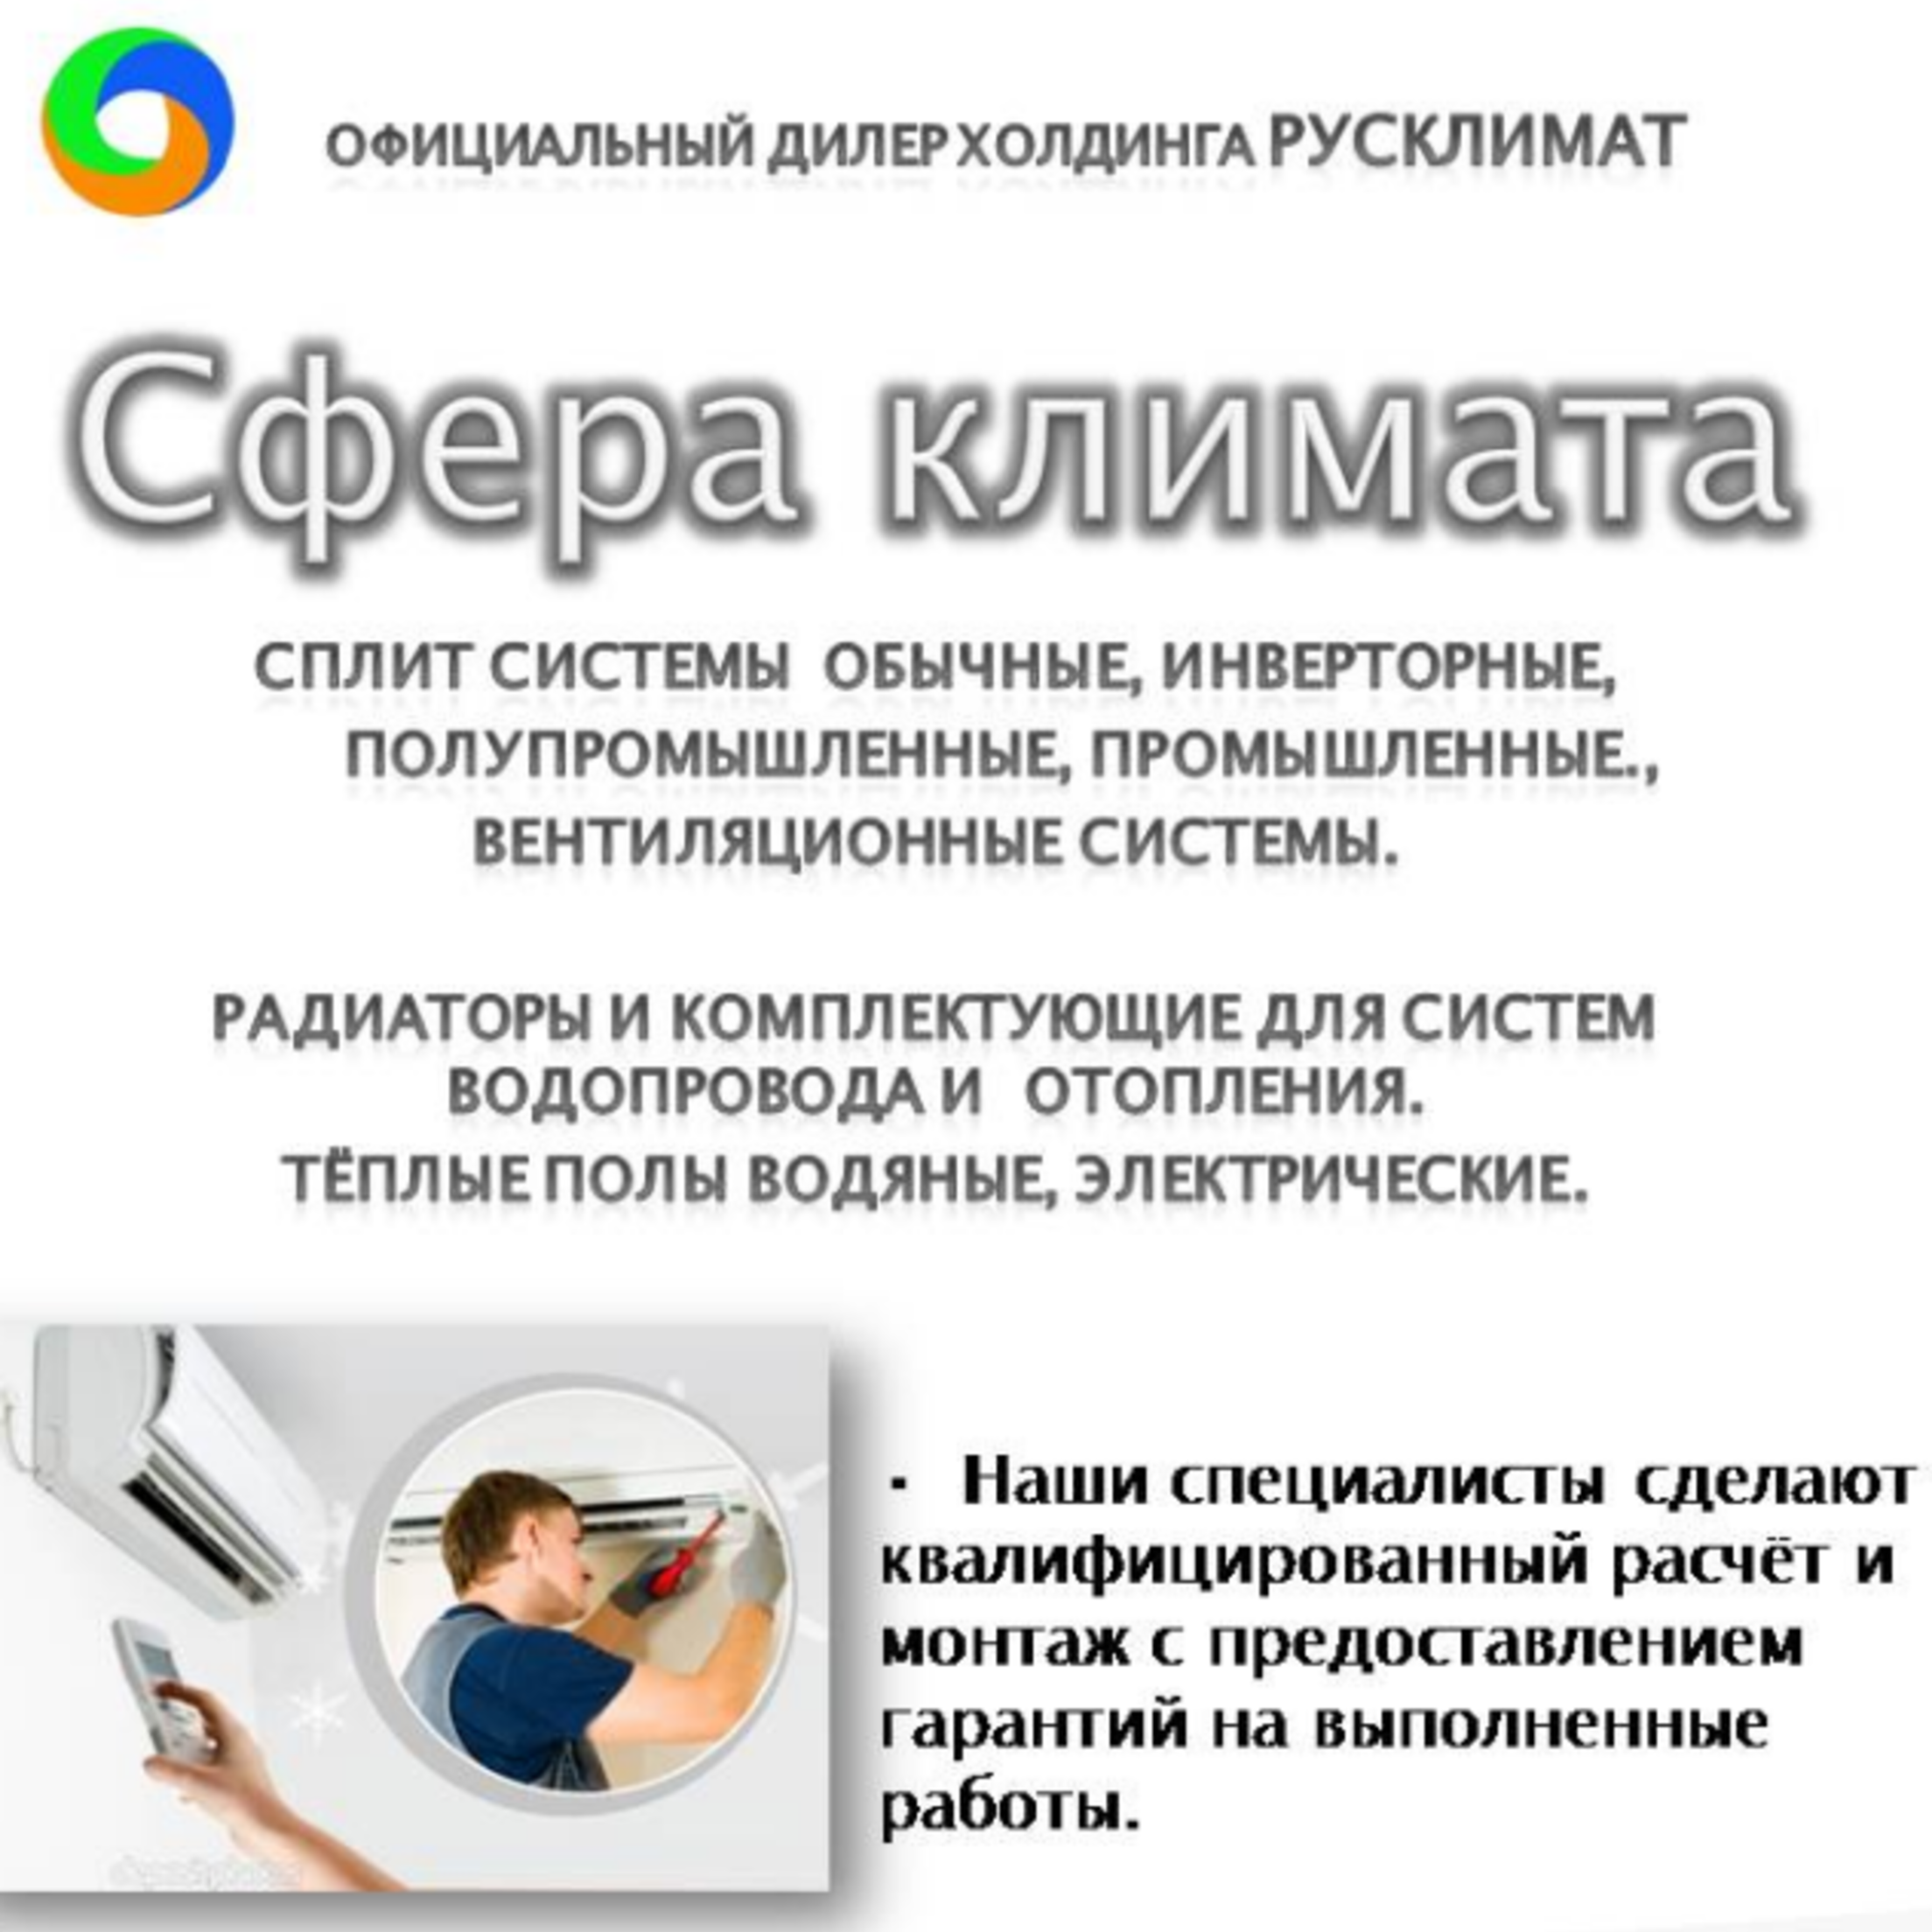 ОФИЦИАЛЬНЫЙ ДИЛЕР ХОЛДИНГА РУСКЛИМАТ
Сфера климата
СПЛИТ СИСТЕМЫ ОБЫЧНЫЕ, ИНВЕРТОРНЫЕ,
ПОЛУПРОМЫШЛЕННЫЕ, ПРОМЫШЛЕННЫЕ.,
ВЕНТИЛЯЦИОННЫЕ СИСТЕМЫ.
РАДИАТОРЫ И КОМПЛЕКТУЮЩИЕ ДЛЯ СИСТЕМ
ВОДОПРОВОДА И ОТОПЛЕНИЯ.
ТЁПЛЫЕ ПОЛЫ ВОДЯНЫЕ, ЭЛЕКТРИЧЕСКИЕ.
· Наши специалисты сделают
квалифицированный расчёт и
монтаж с предоставлением
гарантий на выполненные
работы.